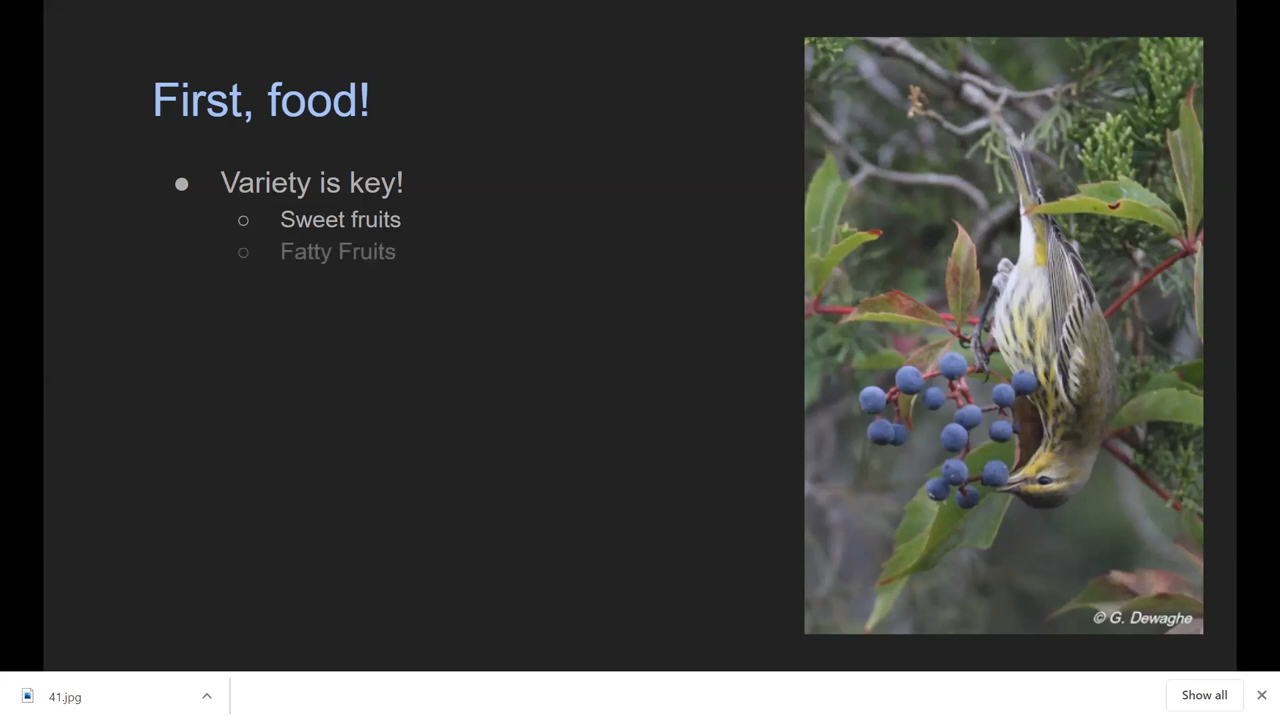 First, food!
● Variety is key!
○ Sweet fruits
○ Fatty Fruits
© G. Dewaghe
41.jpg
Show all